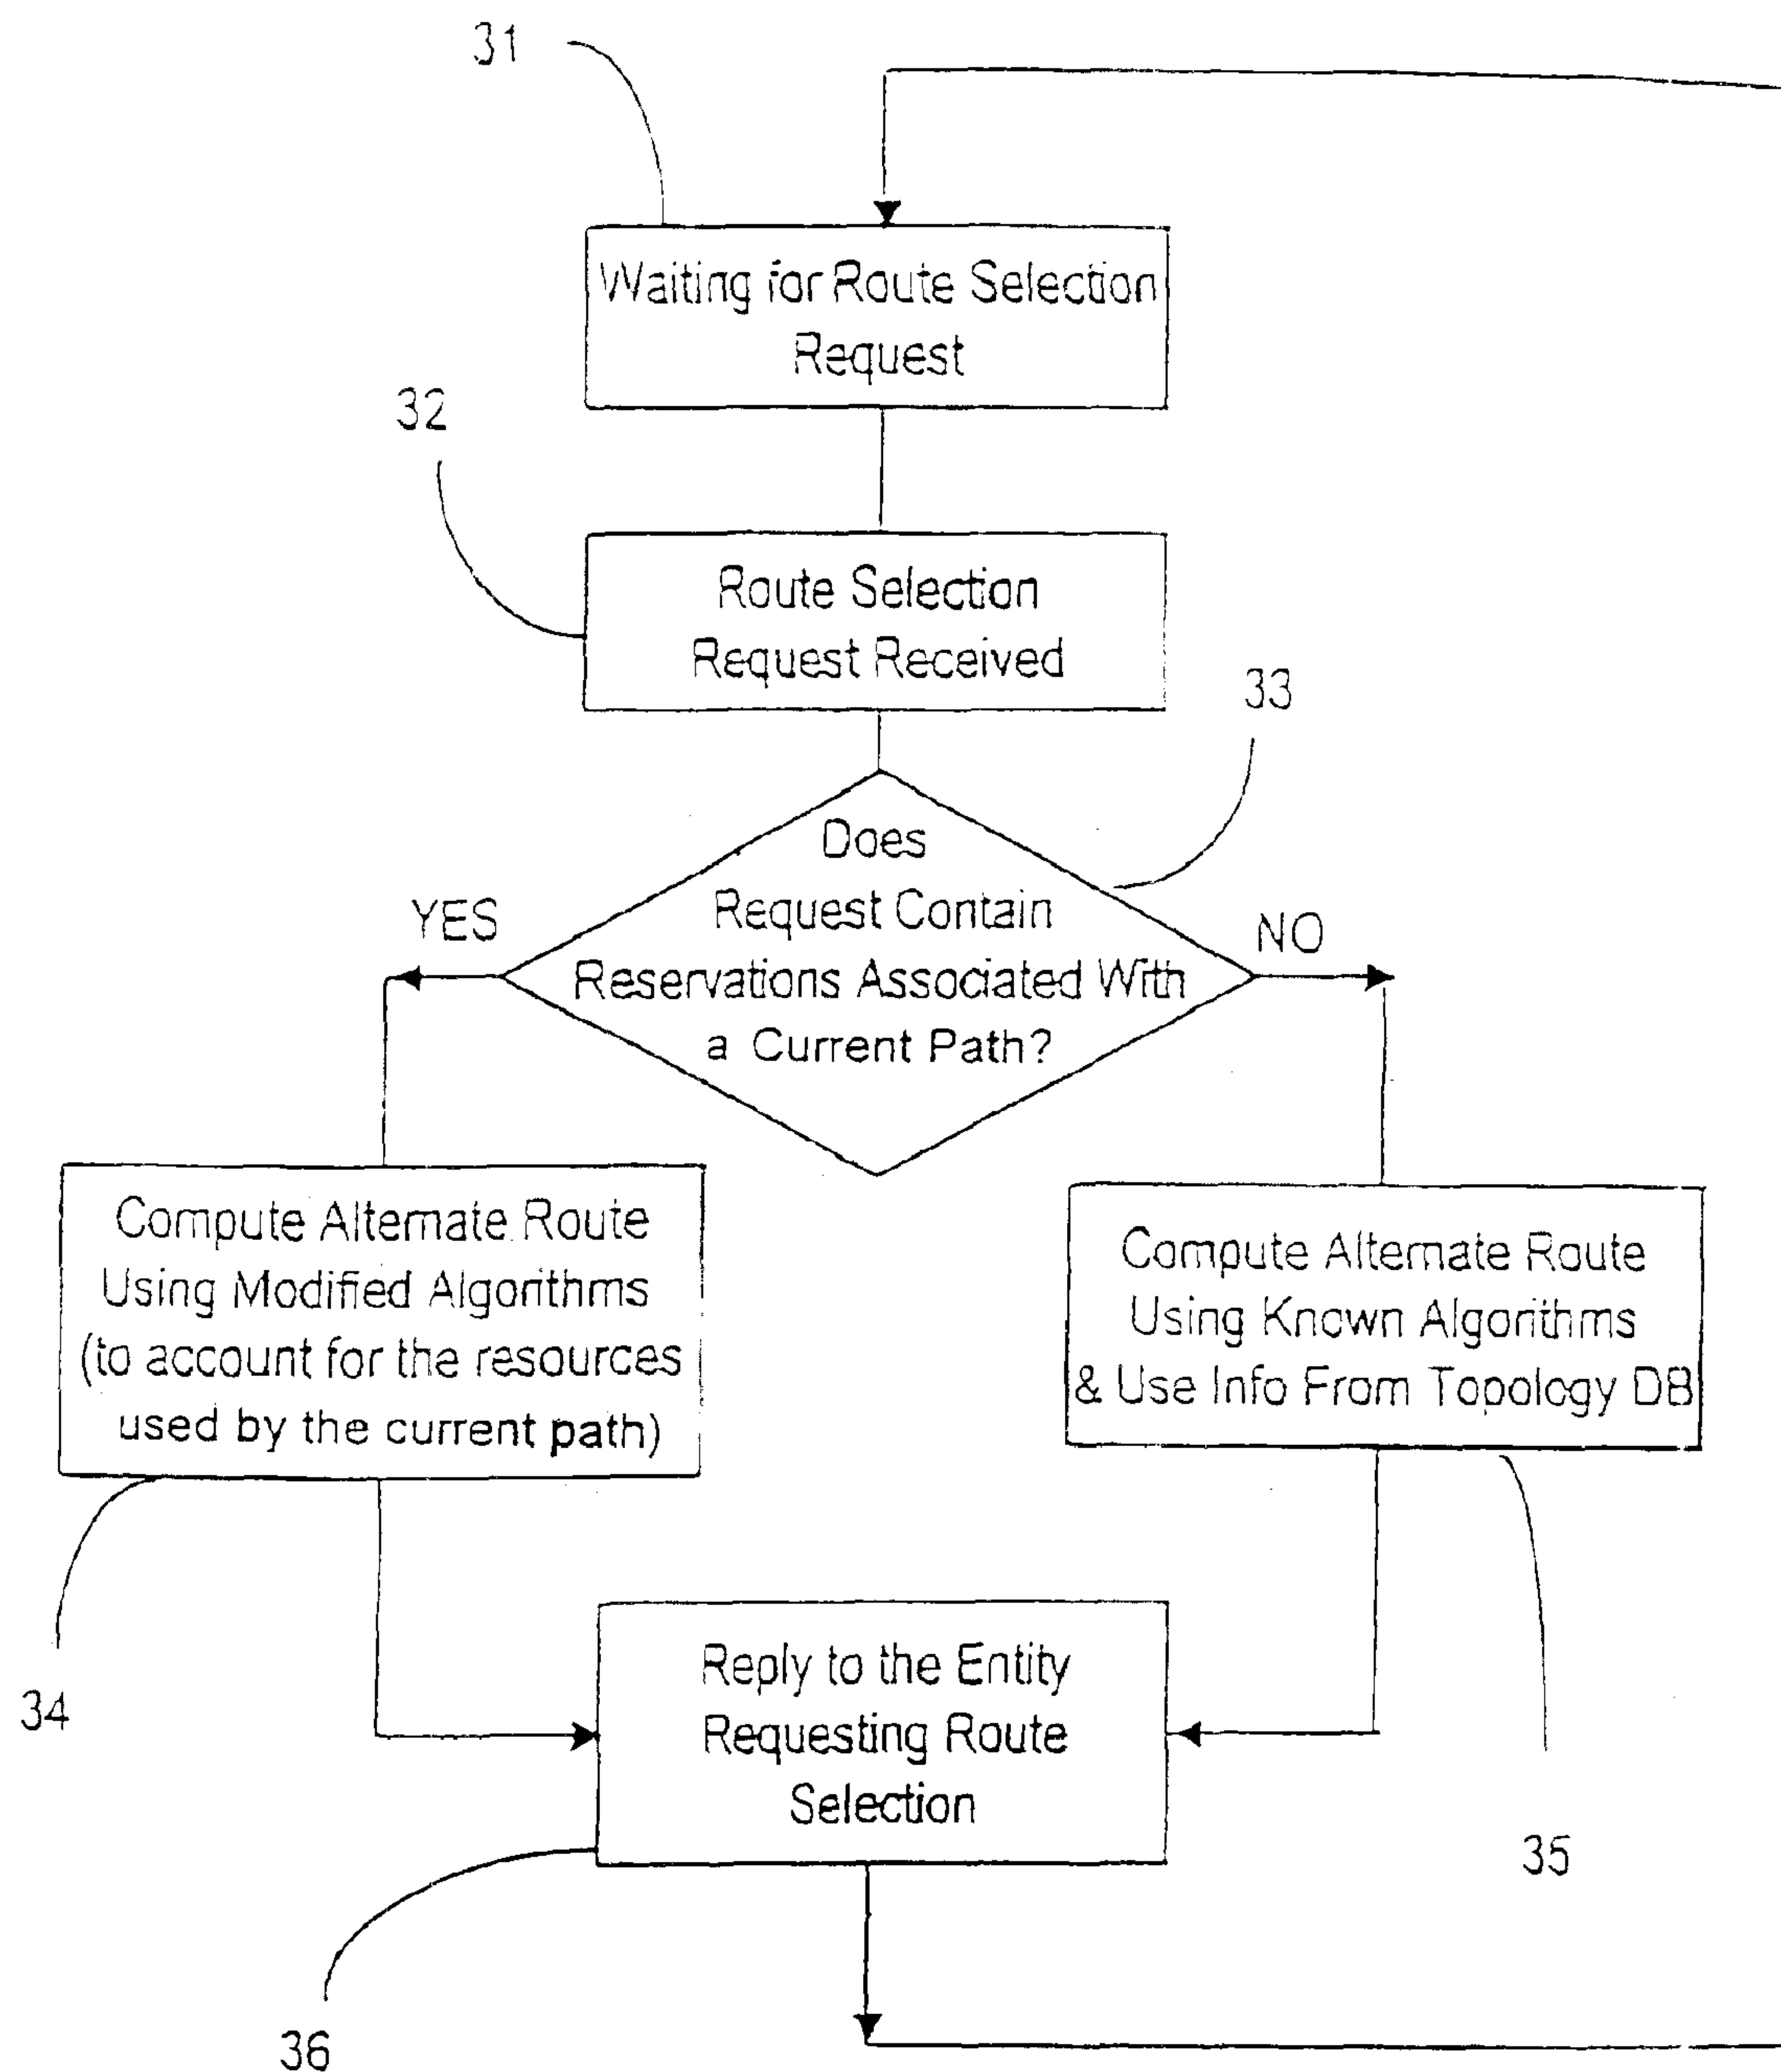 31
Waiting for Route Selection
Request
32
Route Selection
Request Received
33
Does
Request Contain
Reservations Associated With
a Current Path?
YES
NO
Compute Alternate Route
Using Modified Algorithms
(to account for the resources
used by the current path)
Compute Alternate Route
Using Known Algorithms
& Use Info From Topology DB
34
Reply to the Entity
Requesting Route
Selection
35
36